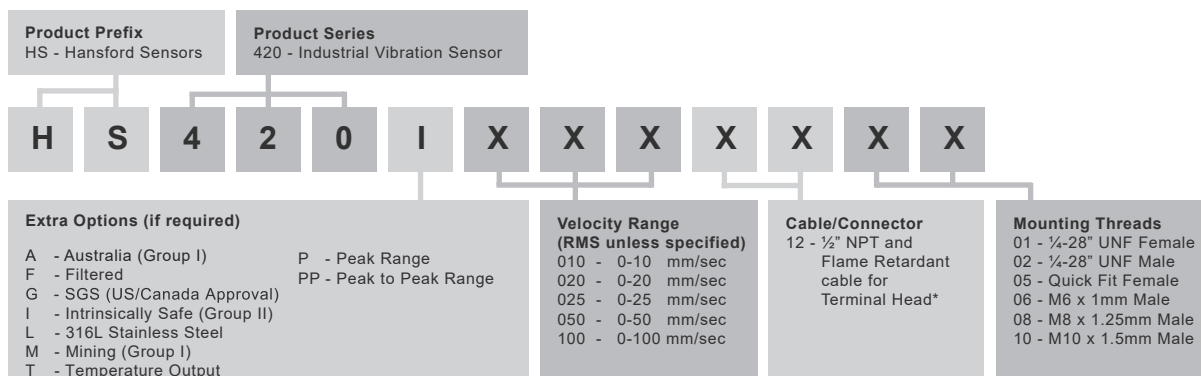 Product Prefix
HS - Hansford Sensors
Product Series
420 - Industrial Vibration Sensor
H S 4 2 0 I X X X X X X X
Extra Options (if required)
A - Australia (Group I)
F - Filtered
G - SGS (US/Canada Approval)
I - Intrinsically Safe (Group II)
L - 316L Stainless Steel
M - Mining (Group I)
T - Temperature Output
P - Peak Range
PP - Peak to Peak Range
Velocity Range
(RMS unless specified)
010 - 0-10 mm/sec
020 - 0-20 mm/sec
025 - 0-25 mm/sec
050 - 0-50 mm/sec
100 - 0-100 mm/sec
Cable/Connector
12 - ½” NPT and
Flame Retardant
cable for
Terminal Head*
Mounting Threads
01 - ¼-28” UNF Female
02 - ¼-28” UNF Male
05 - Quick Fit Female
06 - M6 x 1mm Male
08 - M8 x 1.25mm Male
10 - M10 x 1.5mm Male